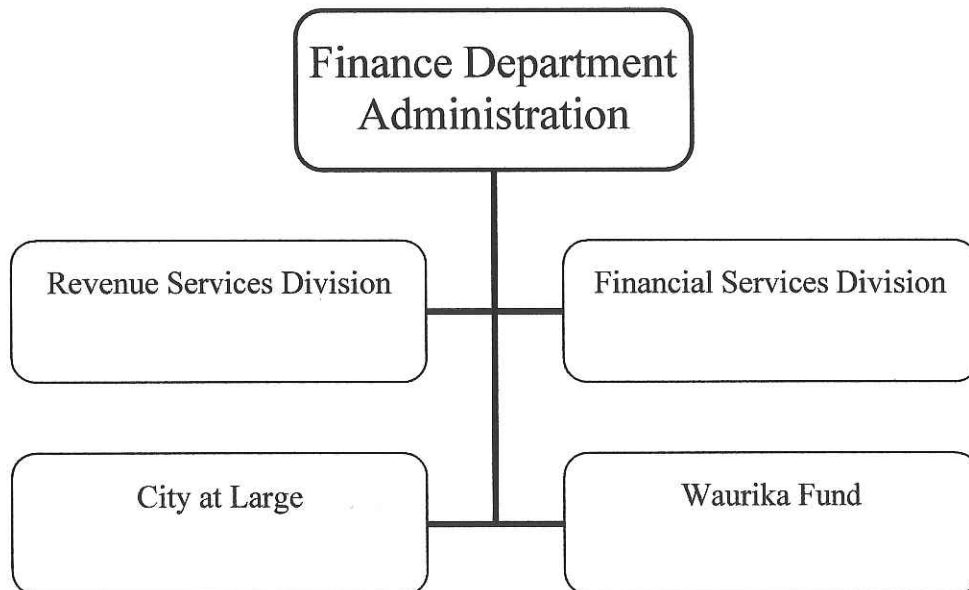 Finance Department
Administration
Revenue Services Division
Financial Services Division
City at Large
Waurika Fund